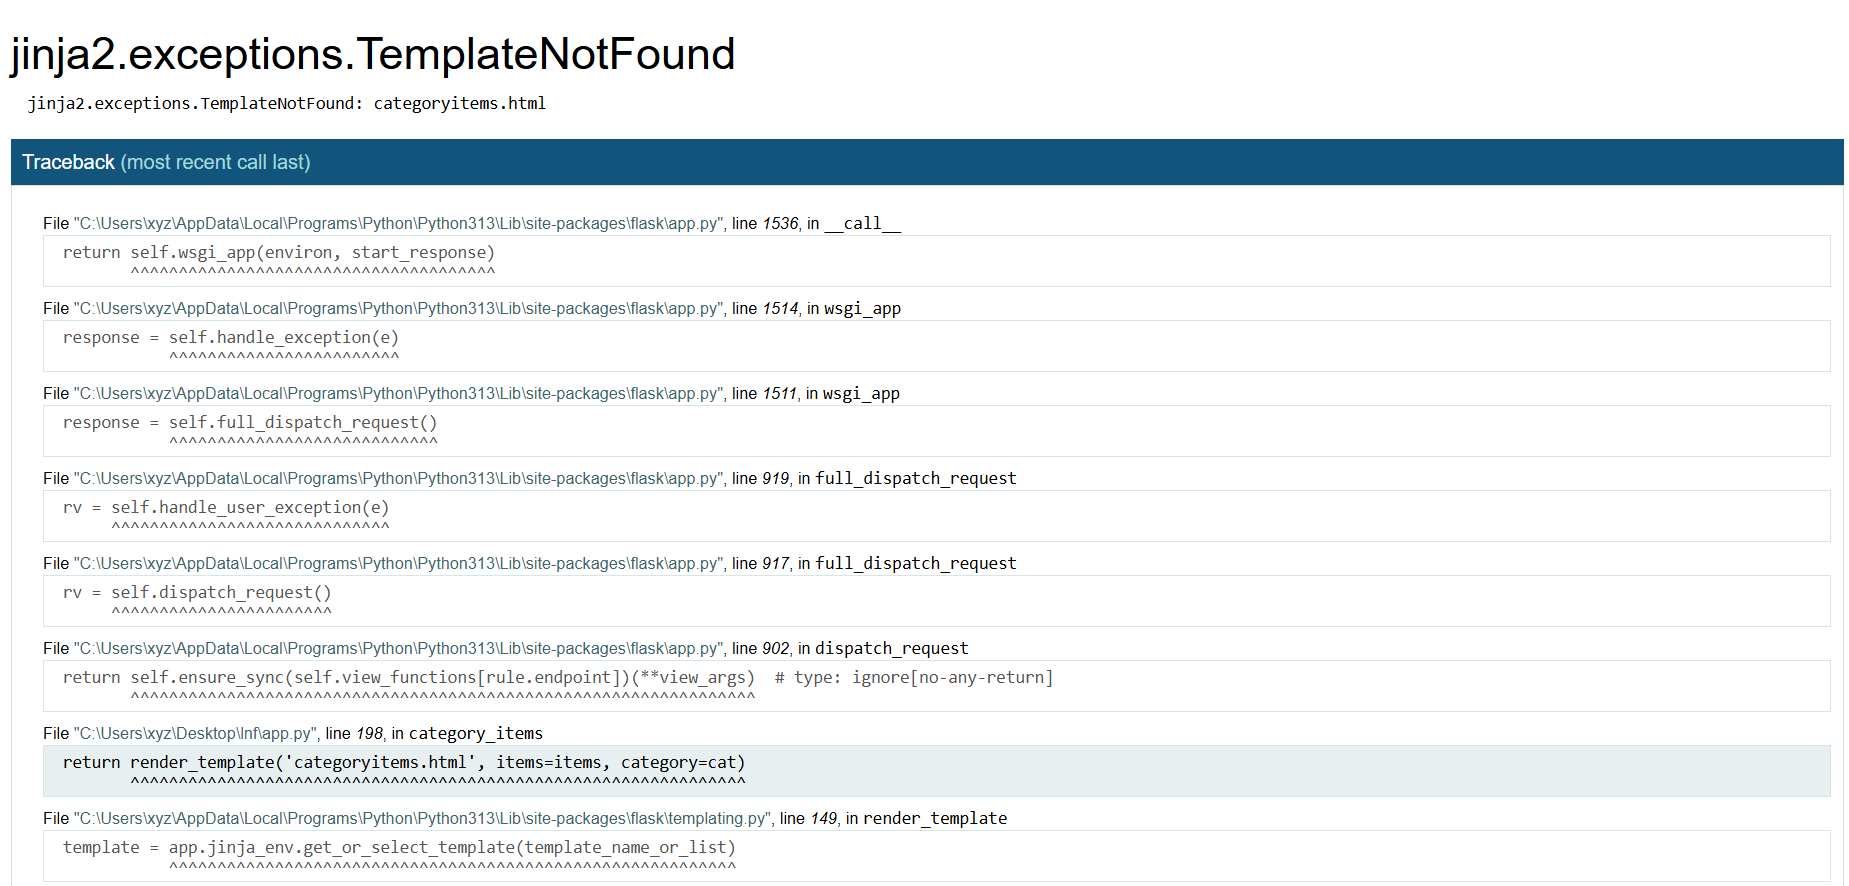 jinja2.exceptions.TemplateNotFound
jinja2.exceptions.TemplateNotFound: categoryitems.html
Traceback (most recent call last)
File "C:\Users\xyz\AppData\Local\Programs\Python\Python313\Lib\site-packages\flask\app.py", line 1536, in __call__
return self.wsgi_app(environ, start_response)
^^^^^^^^^^^^^^^^^^^^^^^^^^^^^^^^^^^^^^
File "C:\Users\xyz\AppData\Local\Programs\Python\Python313\Lib\site-packages\flask\app.py", line 1514, in wsgi_app
response = self.handle_exception(e)
^^^^^^^^^^^^^^^^^^^^^^^^
File "C:\Users\xyz\AppData\Local\Programs\Python\Python313\Lib\site-packages\flask\app.py", line 1511, in wsgi_app
response = self.full_dispatch_request()
^^^^^^^^^^^^^^^^^^^^^^^^^^^^
File "C:\Users\xyz\AppData\Local\Programs\Python\Python313\Lib\site-packages\flask\app.py", line 919, in full_dispatch_request
rv = self.handle_user_exception(e)
^^^^^^^^^^^^^^^^^^^^^^^^^^^^^
File "C:\Users\xyz\AppData\Local\Programs\Python\Python313\Lib\site-packages\flask\app.py", line 917, in full_dispatch_request
rv = self.dispatch_request()
^^^^^^^^^^^^^^^^^^^^^^^
File "C:\Users\xyz\AppData\Local\Programs\Python\Python313\Lib\site-packages\flask\app.py", line 902, in dispatch_request
return self.ensure_sync(self.view_functions[rule.endpoint])(**view_args)  # type: ignore[no-any-return]
^^^^^^^^^^^^^^^^^^^^^^^^^^^^^^^^^^^^^^^^^^^^^^^^^^^^^^^^^^^^^^^^^
File "C:\Users\xyz\Desktop\Inf\app.py", line 198, in category_items
return render_template('categoryitems.html', items=items, category=cat)
^^^^^^^^^^^^^^^^^^^^^^^^^^^^^^^^^^^^^^^^^^^^^^^^^^^^^^^^^^^^^^^^
File "C:\Users\xyz\AppData\Local\Programs\Python\Python313\Lib\site-packages\flask\templating.py", line 149, in render_template
template = app.jinja_env.get_or_select_template(template_name_or_list)
^^^^^^^^^^^^^^^^^^^^^^^^^^^^^^^^^^^^^^^^^^^^^^^^^^^^^^^^^^^